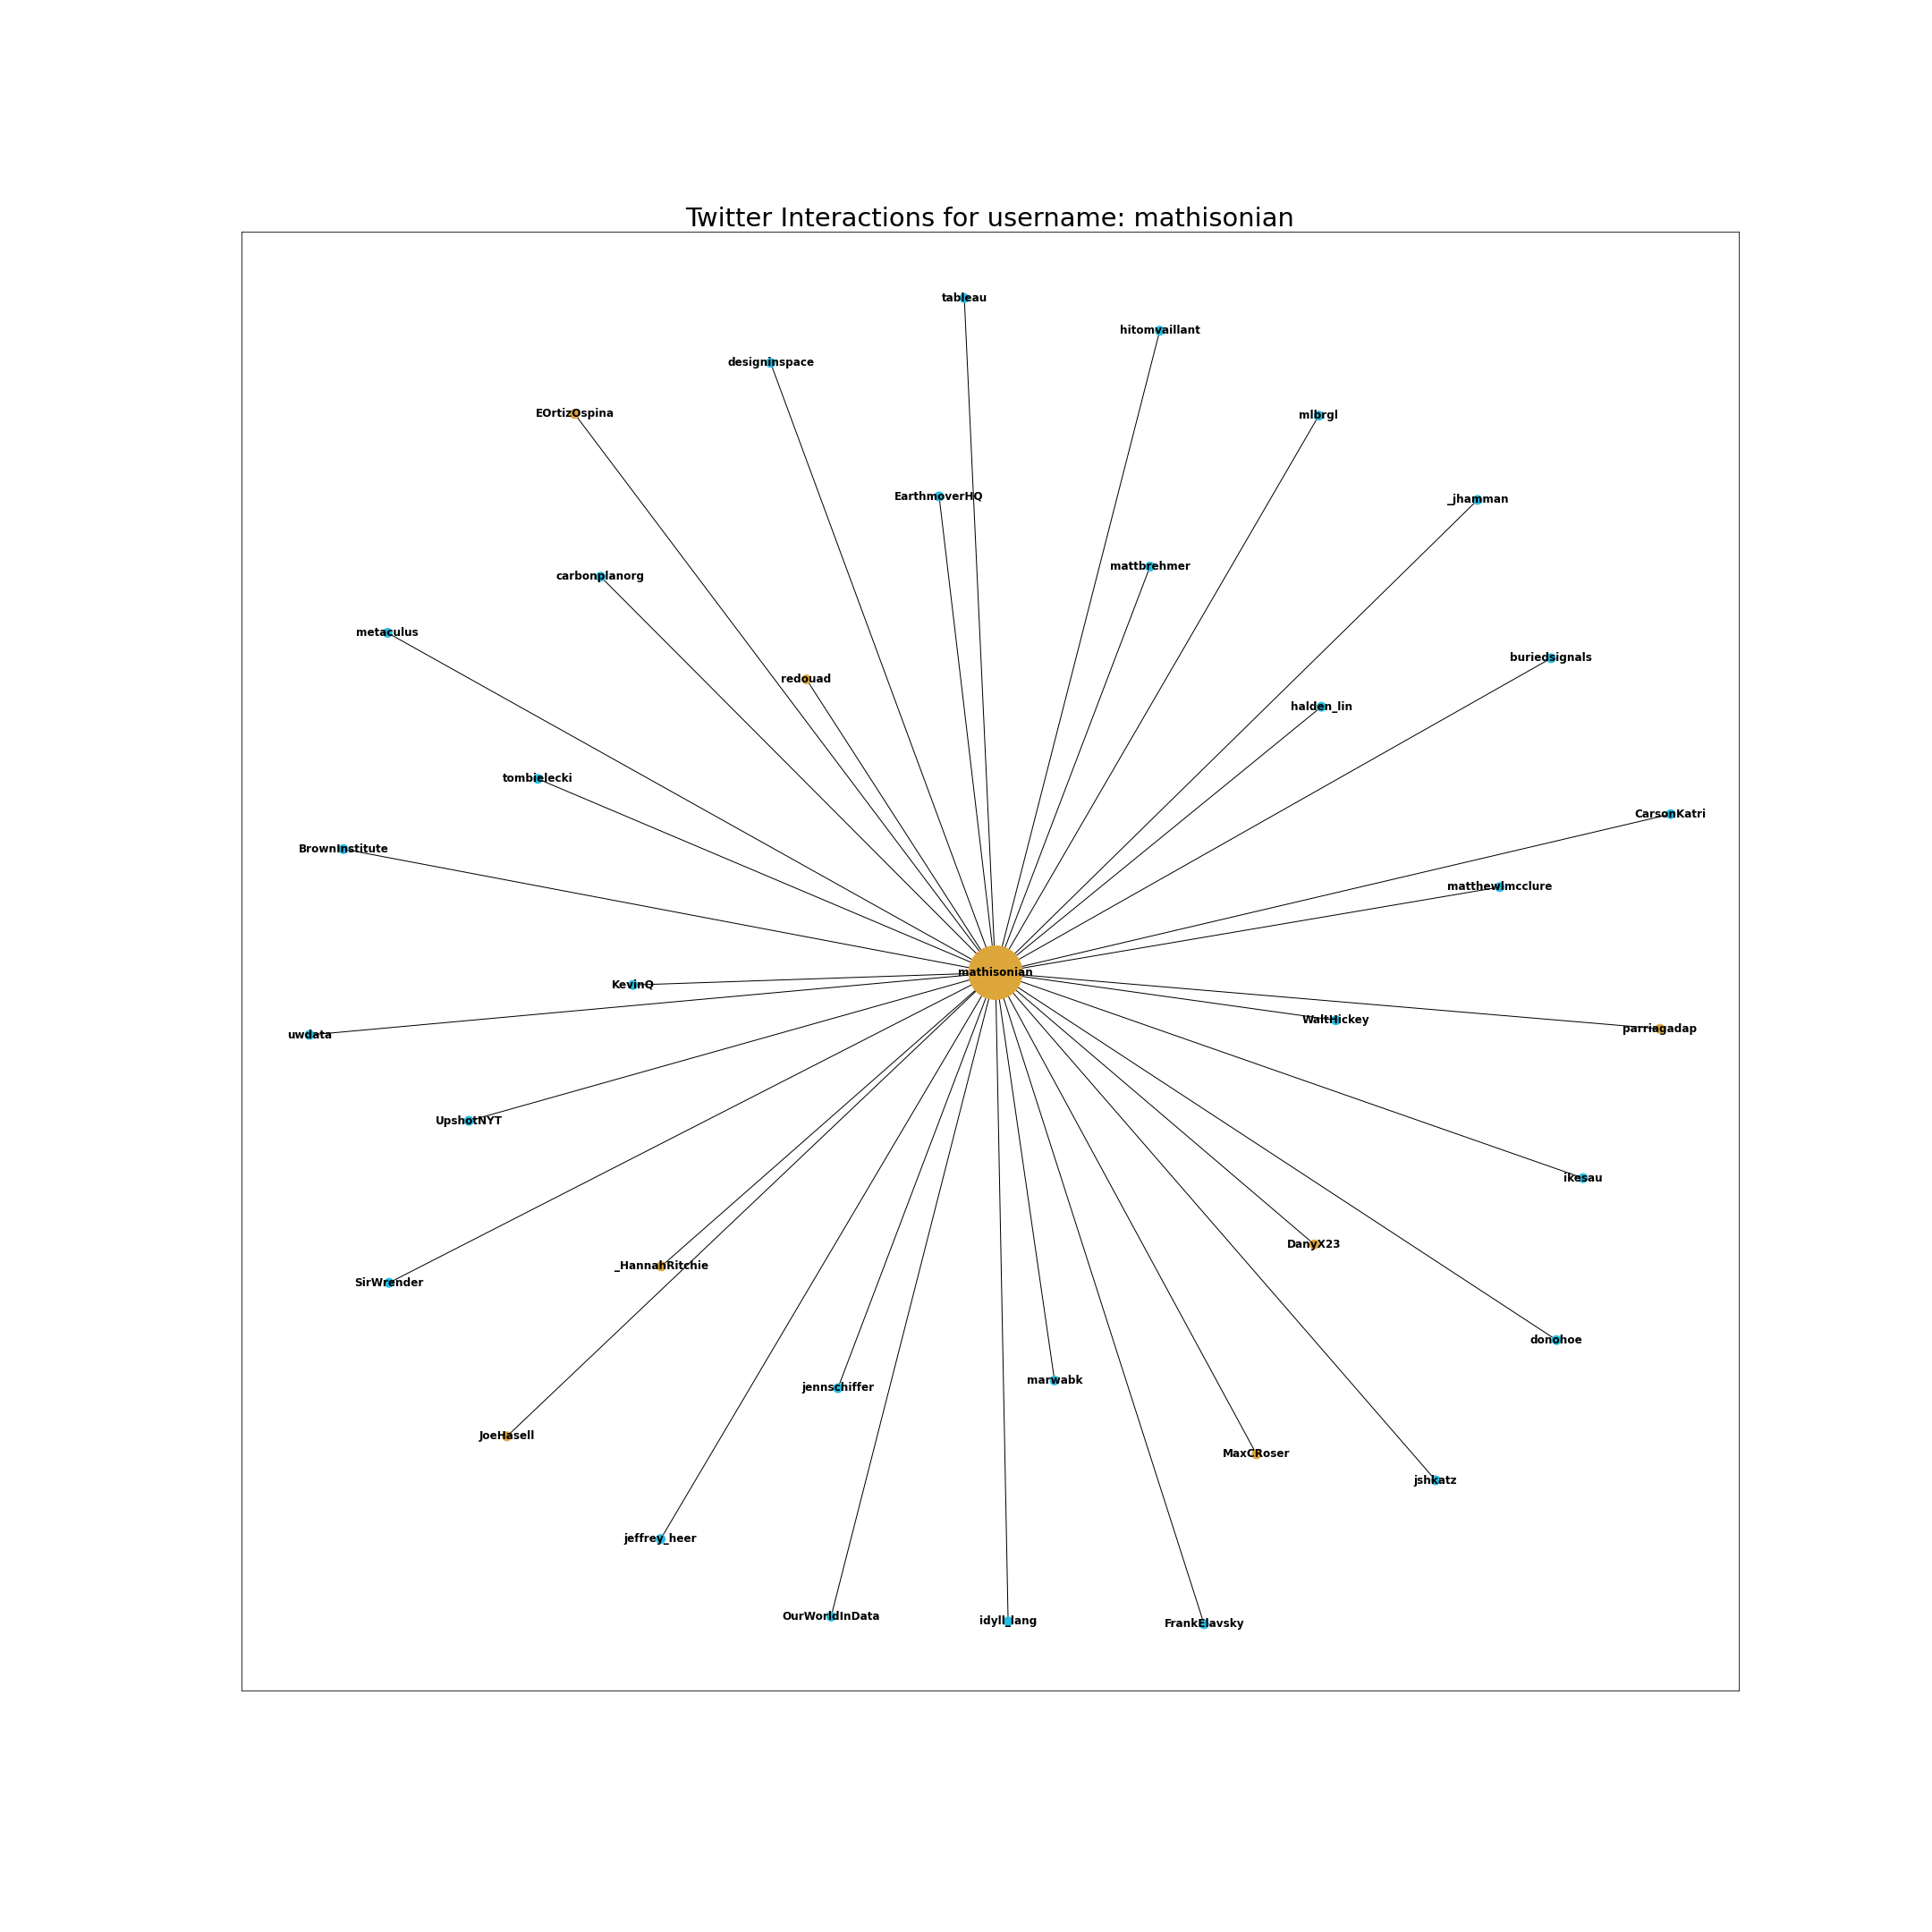 Twitter Interactions for username: mathisonian
tableau
hitomvaillant
designinspace
EOrtizOspina
mlbrgl
EarthmoverHQ
_jhamman
mattbrehmer
carbonplanorg
metaculus
buriedsignals
redouad
halden_lin
tombielecki
CarsonKatri
BrownInstitute
matthewlmcclure
mathisonian
KevinQ
WaltHickey
parriagadap
uwdata
UpshotNYT
ikesau
DanyX23
_HannahRitchie
SirWrender
donohoe
marwabk
jennschiffer
JoeHasell
MaxCRoser
jshkatz
jeffrey_heer
OurWorldInData
idyll_lang
FrankElavsky